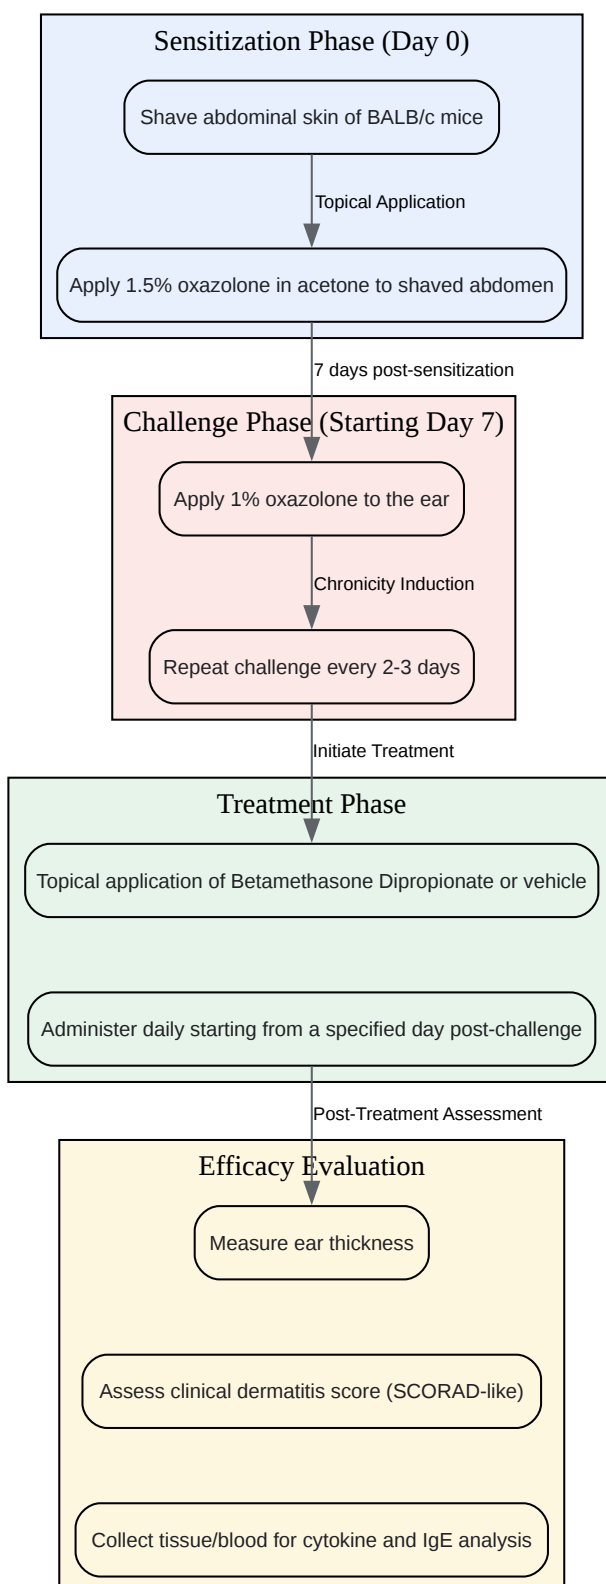 Sensitization Phase (Day 0)
Shave abdominal skin of BALB/c mice
Topical Application
Apply 1.5% oxazolone in acetone to shaved abdomen
7 days post-sensitization
Challenge Phase (Starting Day 7)
Apply 1% oxazolone to the ear
Chronicity Induction
Repeat challenge every 2-3 days
Initiate Treatment
Treatment Phase
Topical application of Betamethasone Dipropionate or vehicle
Administer daily starting from a specified day post-challenge
Post-Treatment Assessment
Efficacy Evaluation
Measure ear thickness
Assess clinical dermatitis score (SCORAD-like)
Collect tissue/blood for cytokine and IgE analysis